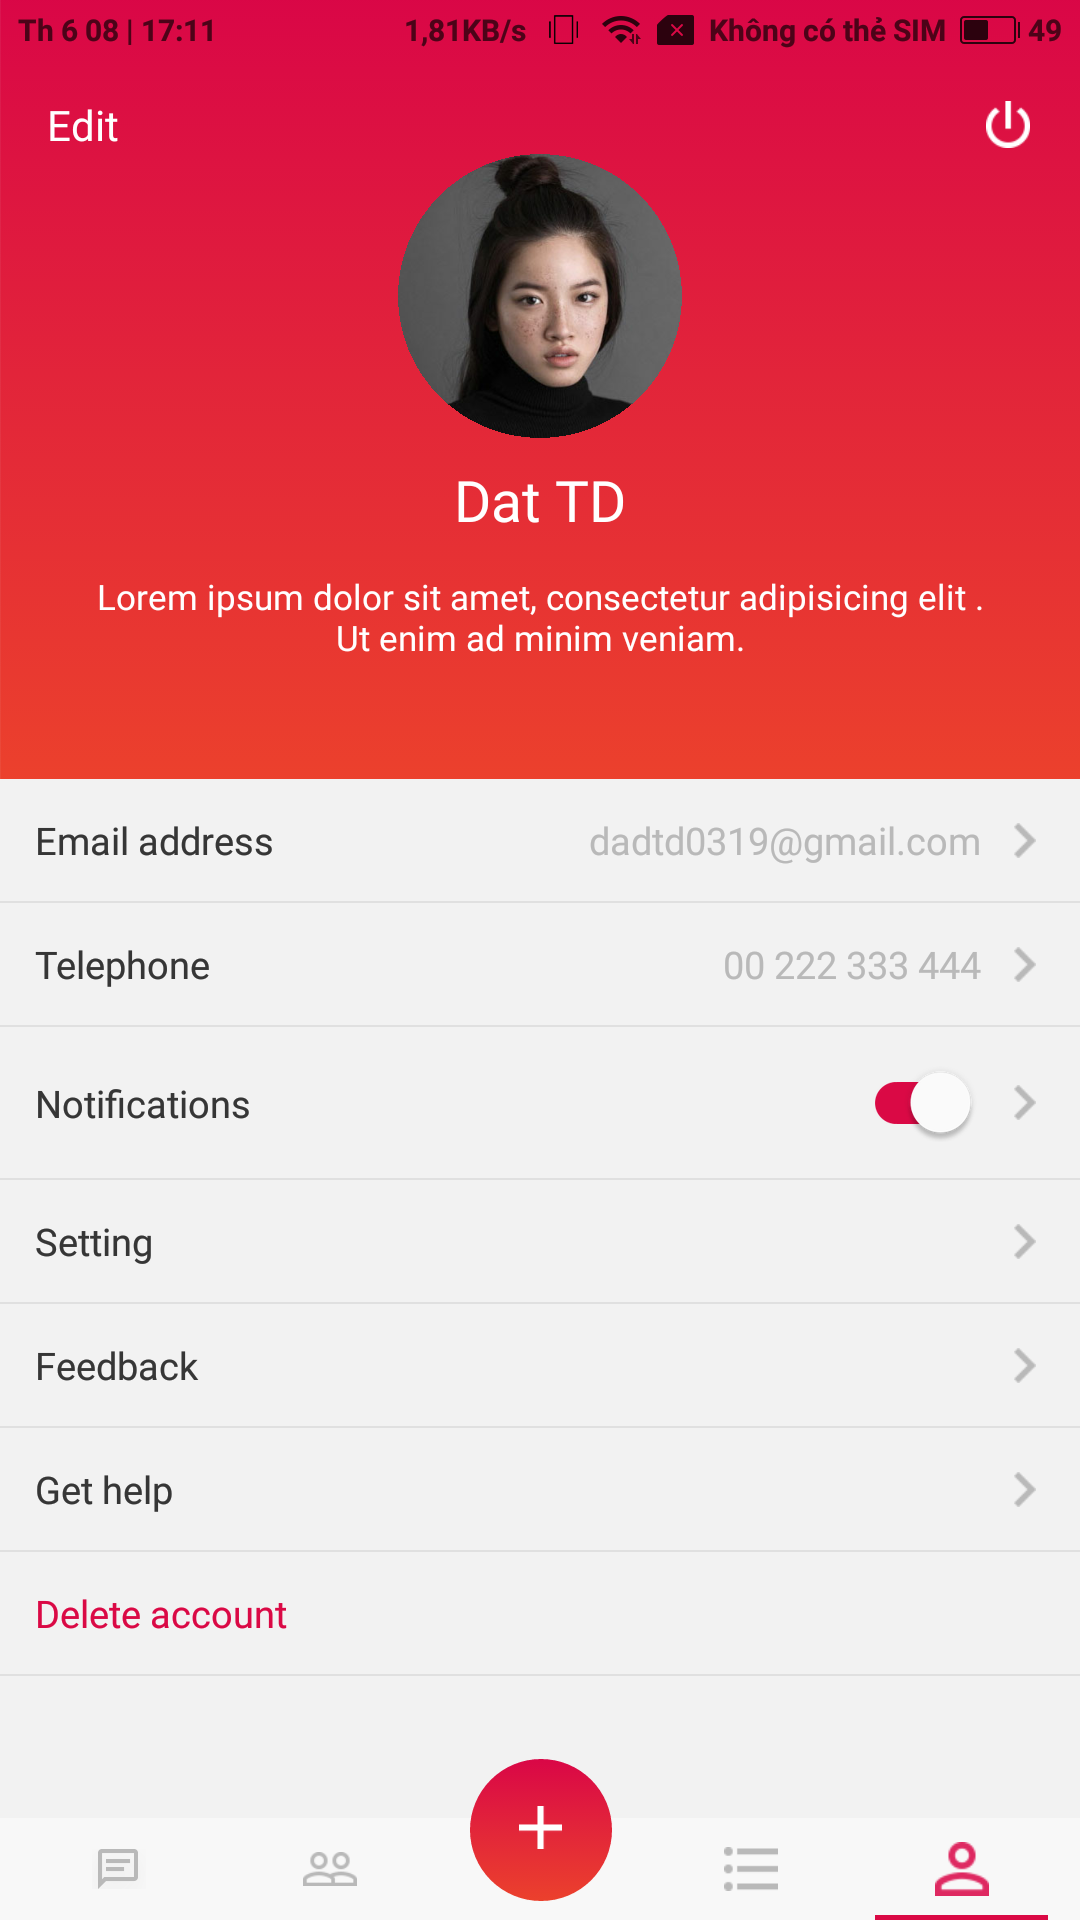 Th 6 08 | 17:11 1,81KB/s Không có thẻ SIM 49
Edit
Dat TD
Lorem ipsum dolor sit amet, consectetur adipisicing elit .
Ut enim ad minim veniam.
Email address dadtd0319@gmail.com
Telephone 00 222 333 444
Notifications
Setting
Feedback
Get help
Delete account